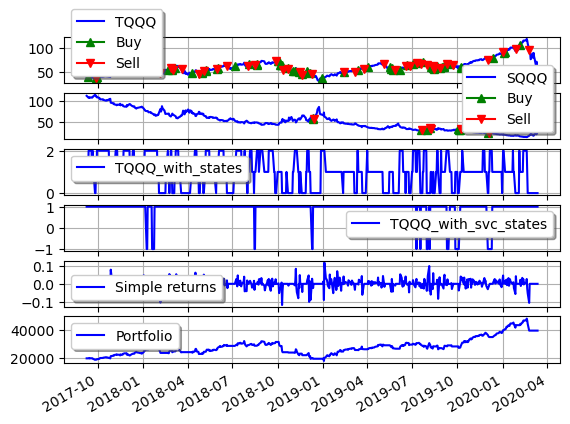 TQQQ
Buy
Sell
100
50
SQQQ
Buy
Sell
100
50
2
TQQQ_with_states
0
1
0
TQQQ_with_svc_states
−1
0.1
0.0
Simple returns
−0.1
40000
Portfolio
20000
2017-10
2018-01
2018-04
2018-07
2018-10
2019-01
2019-04
2019-07
2019-10
2020-01
2020-04